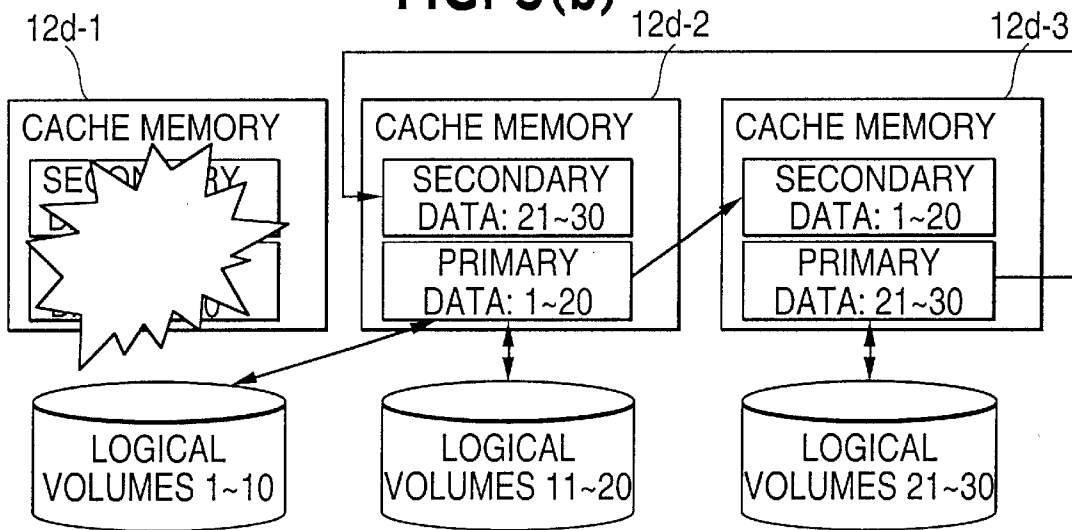 FIG.
12d-1
12d-2
12d-3
CACHE MEMORY
CACHE MEMORY
SECONDARY
DATA: 21~30
PRIMARY
DATA: 1~20
CACHE MEMORY
SECONDARY
DATA: 1~20
PRIMARY
DATA: 21~30
LOGICAL
VOLUMES 1~10
LOGICAL
VOLUMES 11~20
LOGICAL
VOLUMES 21~30